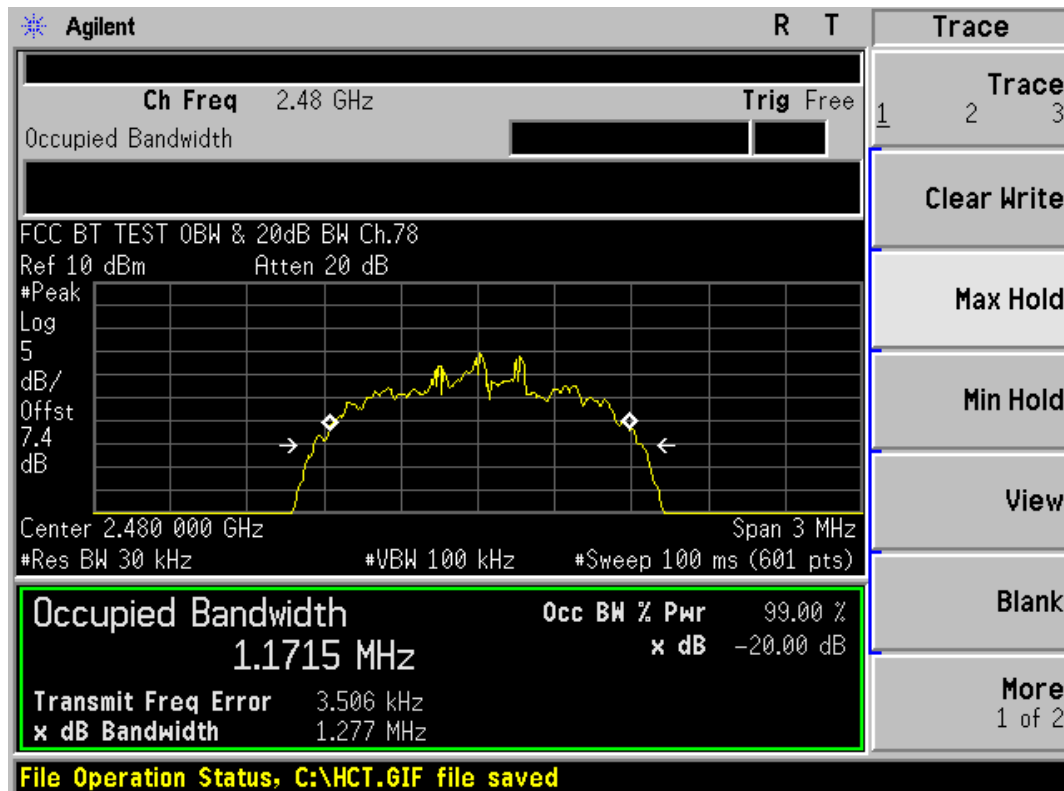 Agilent R T Trace
Ch Freq 2.48 GHz Trig Free
Occupied Bandwidth
Trace
1 2 3
Clear Write
Max Hold
Min Hold
View
Blank
More
1 of 2
FCC BT TEST OBW & 20dB BW Ch.78
Ref 10 dBm Atten 20 dB
#Peak
Log
5
dB/
Offst
7.4
dB
Center 2.480 000 GHz Span 3 MHz
#Res BW 30 kHz #VBW 100 kHz #Sweep 100 ms (601 pts)
Occupied Bandwidth Occ BW % Pwr 99.00 %
1.1715 MHz x dB -20.00 dB
Transmit Freq Error 3.506 kHz
x dB Bandwidth 1.277 MHz
File Operation Status, C:\HCT.GIF file saved